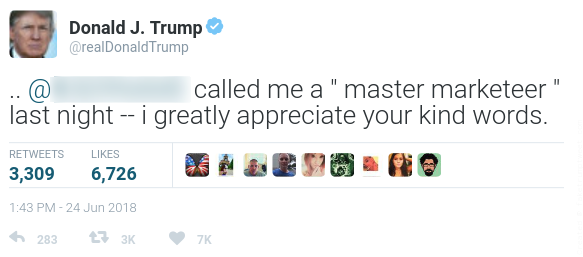 Donald J. Trump
@realDonaldTrump
.. @ called me a " master marketeer "
last night -- i greatly appreciate your kind words.
RETWEETS LIKES
3,309 6,726
1:43 PM - 24 Jun 2018
283 3K 7K